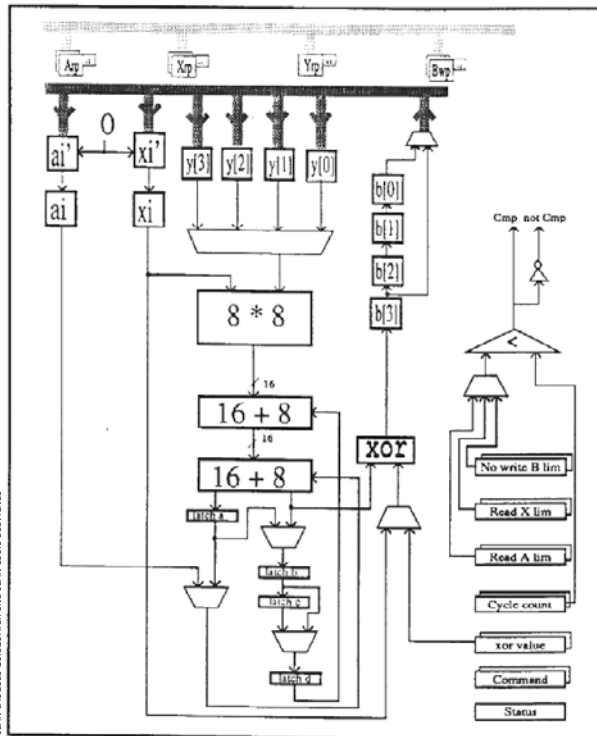 Arp Xrp Yrp Bwp
0
ai' xi' y[3] y[2] y[1] y[0]
ai xi
b[0]
b[1]
b[2]
b[3]
Cmp not Cmp
8 * 8
<
16
16 + 8
16
xor
16 + 8
No write B lim
latch a
Read X lim
Read A lim
latch b
latch c
Cycle count
xor value
latch d
Command
Status